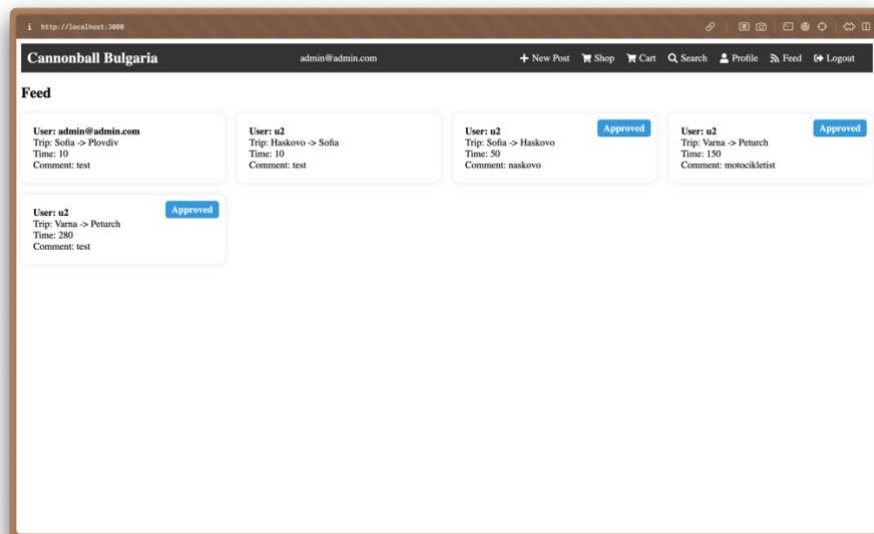 http://localhost:3000
Cannonball Bulgaria
admin@admin.com
New Post
Shop
Cart
Search
Profile
Feed
Logout
Feed
User: admin@admin.com
Trip: Sofia -> Plovdiv
Time: 10
Comment: test
User: u2
Trip: Haskovo -> Sofia
Time: 10
Comment: test
User: u2
Approved
Trip: Sofia -> Haskovo
Time: 50
Comment: naskovo
User: u2
Approved
Trip: Varna -> Peturch
Time: 150
Comment: motocikletist
User: u2
Approved
Trip: Varna -> Peturch
Time: 280
Comment: test